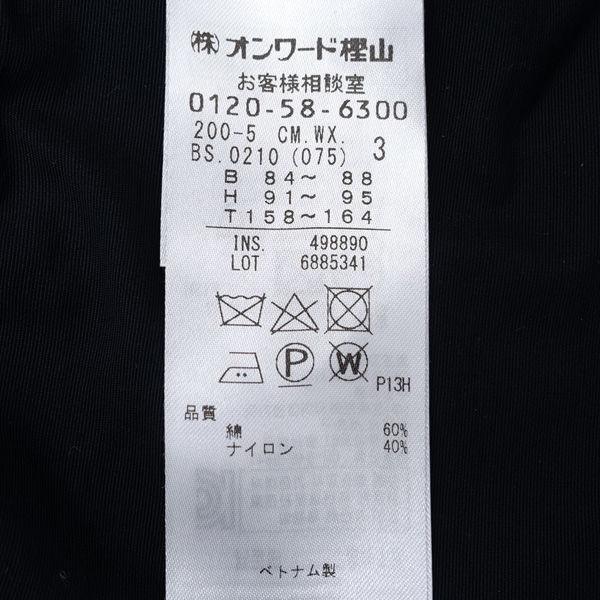 (株)オンワード樫山
お客様相談室
0120-58-6300
200-5 CM.WX.
BS.0210(075) 3
B 84～ 88
H 91～ 95
T 158～164
INS. 498890
LOT 6885341
P W
P13H
品質
綿 60%
ナイロン 40%
ベトナム製